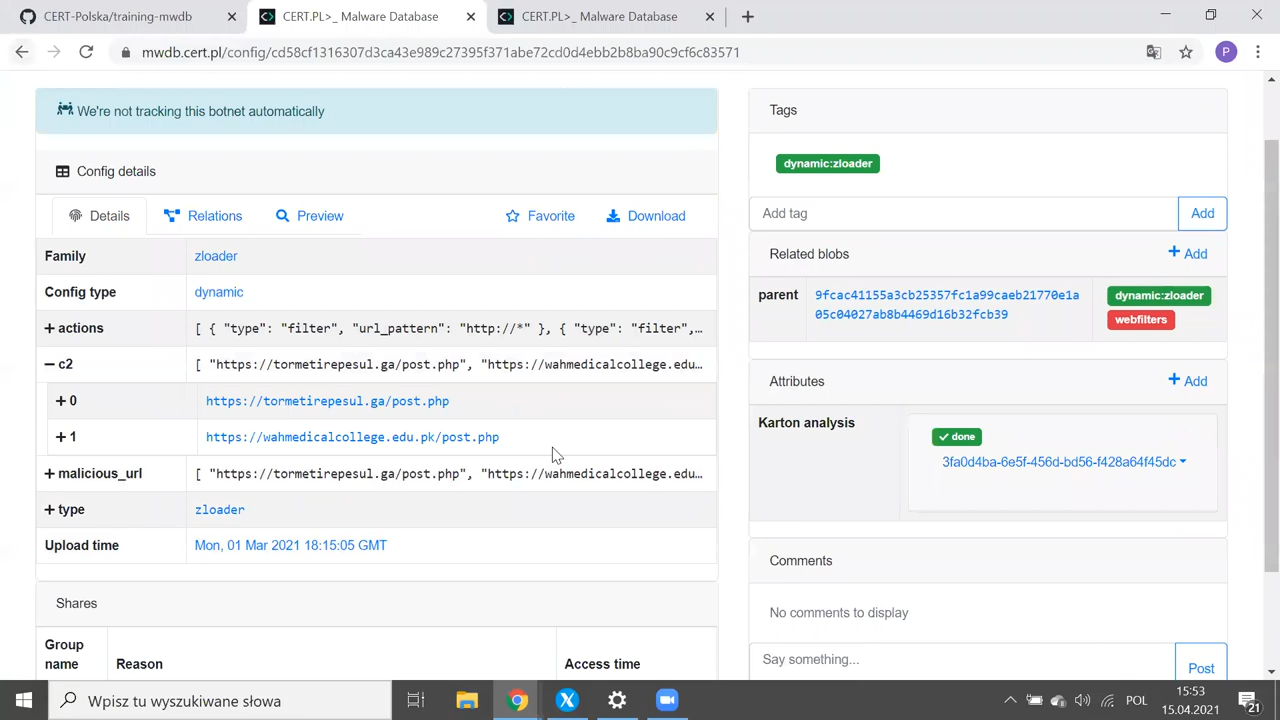 CERT-Polska/training-mwdb
CERT.PL>_ Malware Database
CERT.PL>_ Malware Database
mwdb.cert.pl/config/cd58cf1316307d3ca43e989c27395f371abe72cd0d4ebb2b8ba90c9cf6c83571
P
We're not tracking this botnet automatically
Config details
Details
Relations
Preview
Favorite
Download
Family
zloader
Config type
dynamic
+ actions
[ { "type": "filter", "url_pattern": "http://*" }, { "type": "filter",…
− c2
[ "https://tormetirepesul.ga/post.php", "https://wahmedicalcollege.edu…
+ 0
https://tormetirepesul.ga/post.php
+ 1
https://wahmedicalcollege.edu.pk/post.php
+ malicious_url
[ "https://tormetirepesul.ga/post.php", "https://wahmedicalcollege.edu…
+ type
zloader
Upload time
Mon, 01 Mar 2021 18:15:05 GMT
Shares
Group
name
Reason
Access time
Tags
dynamic:zloader
Add tag
Add
Related blobs
+ Add
parent
9fcac41155a3cb25357fc1a99caeb21770e1a
05c04027ab8b4469d16b32fcb39
dynamic:zloader
webfilters
Attributes
+ Add
Karton analysis
done
3fa0d4ba-6e5f-456d-bd56-f428a64f45dc
Comments
No comments to display
Say something...
Post
Wpisz tu wyszukiwane słowa
POL
15:53
15.04.2021
21